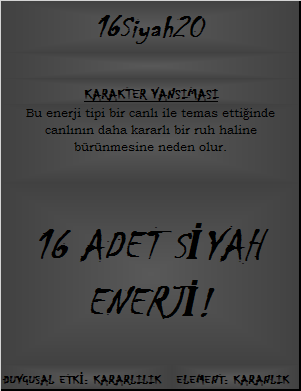 16Siyah20
KARAKTER YANSIMASI
Bu enerji tipi bir canlı ile temas ettiğinde
canlının daha kararlı bir ruh haline
bürünmesine neden olur.
16 ADET SİYAH
ENERJİ!
DUYGUSAL ETKİ: KARARLILIK ELEMENT: KARANLIK